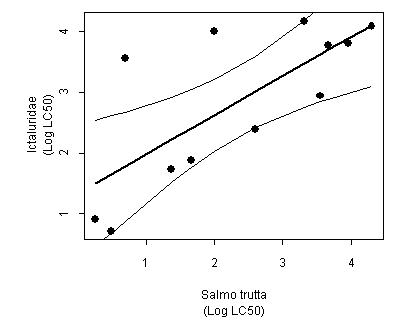 Ictaluridae
(Log LC50)
4
3
2
1
1 2 3 4
Salmo trutta
(Log LC50)